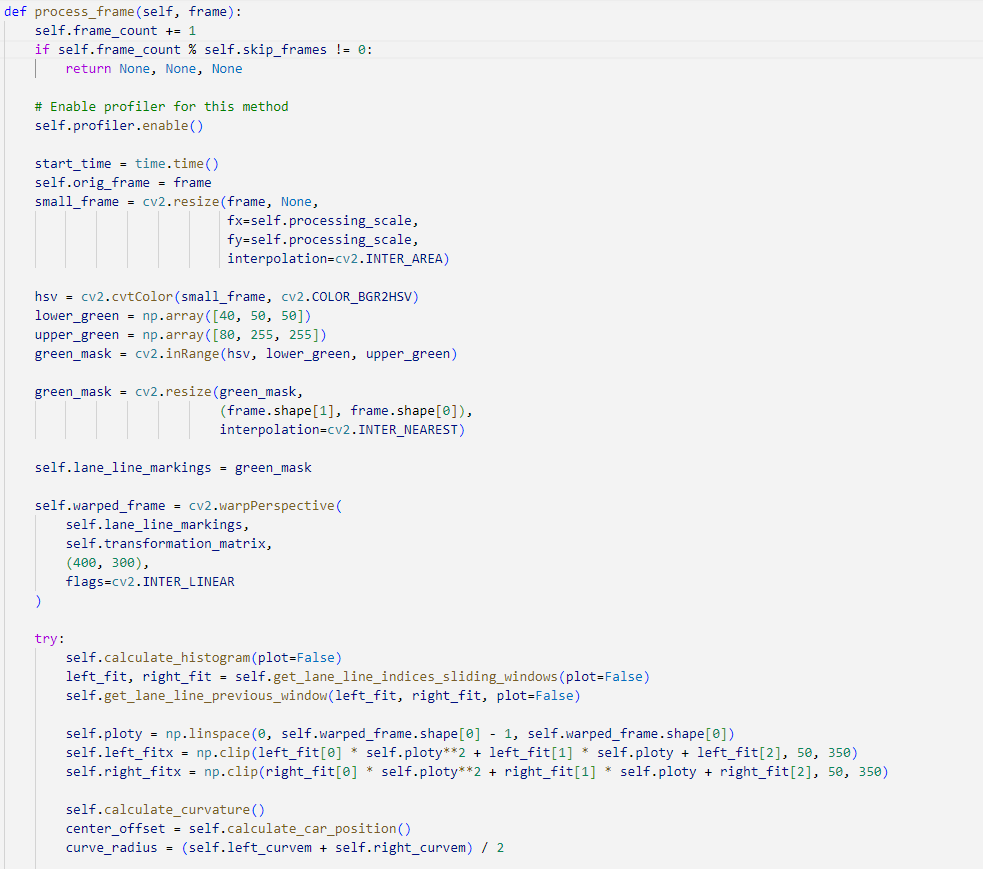 def process_frame(self, frame):
    self.frame_count += 1
    if self.frame_count % self.skip_frames != 0:
        return None, None, None

    # Enable profiler for this method
    self.profiler.enable()

    start_time = time.time()
    self.orig_frame = frame
    small_frame = cv2.resize(frame, None,
                             fx=self.processing_scale,
                             fy=self.processing_scale,
                             interpolation=cv2.INTER_AREA)

    hsv = cv2.cvtColor(small_frame, cv2.COLOR_BGR2HSV)
    lower_green = np.array([40, 50, 50])
    upper_green = np.array([80, 255, 255])
    green_mask = cv2.inRange(hsv, lower_green, upper_green)

    green_mask = cv2.resize(green_mask,
                            (frame.shape[1], frame.shape[0]),
                            interpolation=cv2.INTER_NEAREST)

    self.lane_line_markings = green_mask

    self.warped_frame = cv2.warpPerspective(
        self.lane_line_markings,
        self.transformation_matrix,
        (400, 300),
        flags=cv2.INTER_LINEAR
    )

    try:
        self.calculate_histogram(plot=False)
        left_fit, right_fit = self.get_lane_line_indices_sliding_windows(plot=False)
        self.get_lane_line_previous_window(left_fit, right_fit, plot=False)

        self.ploty = np.linspace(0, self.warped_frame.shape[0] - 1, self.warped_frame.shape[0])
        self.left_fitx = np.clip(left_fit[0] * self.ploty**2 + left_fit[1] * self.ploty + left_fit[2], 50, 350)
        self.right_fitx = np.clip(right_fit[0] * self.ploty**2 + right_fit[1] * self.ploty + right_fit[2], 50, 350)

        self.calculate_curvature()
        center_offset = self.calculate_car_position()
        curve_radius = (self.left_curvem + self.right_curvem) / 2